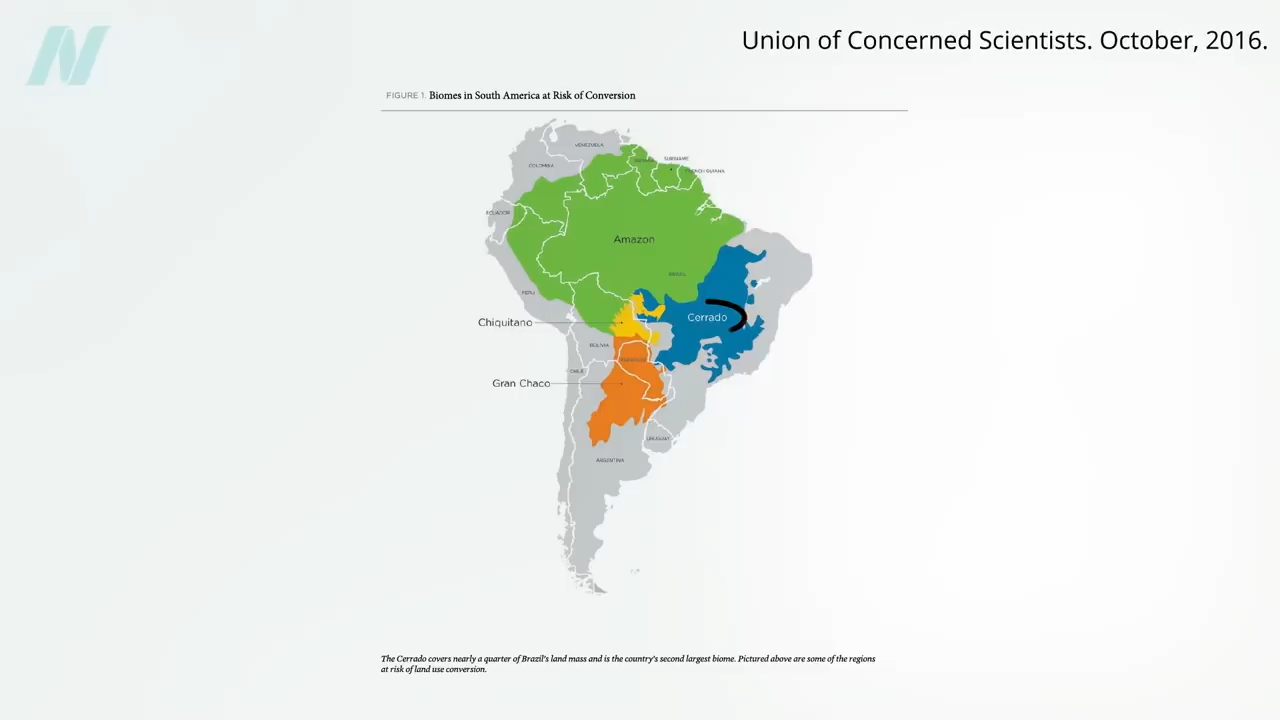 Union of Concerned Scientists. October, 2016.
FIGURE 1. Biomes in South America at Risk of Conversion
VENEZUELA
SURINAME
COLOMBIA
FRENCH GUIANA
ECUADOR
Amazon
BRAZIL
PERU
Cerrado
Chiquitano
BOLIVIA
CHILE
Gran Chaco
URUGUAY
ARGENTINA
The Cerrado covers nearly a quarter of Brazil's land mass and is the country's second largest biome. Pictured above are some of the regions
at risk of land use conversion.